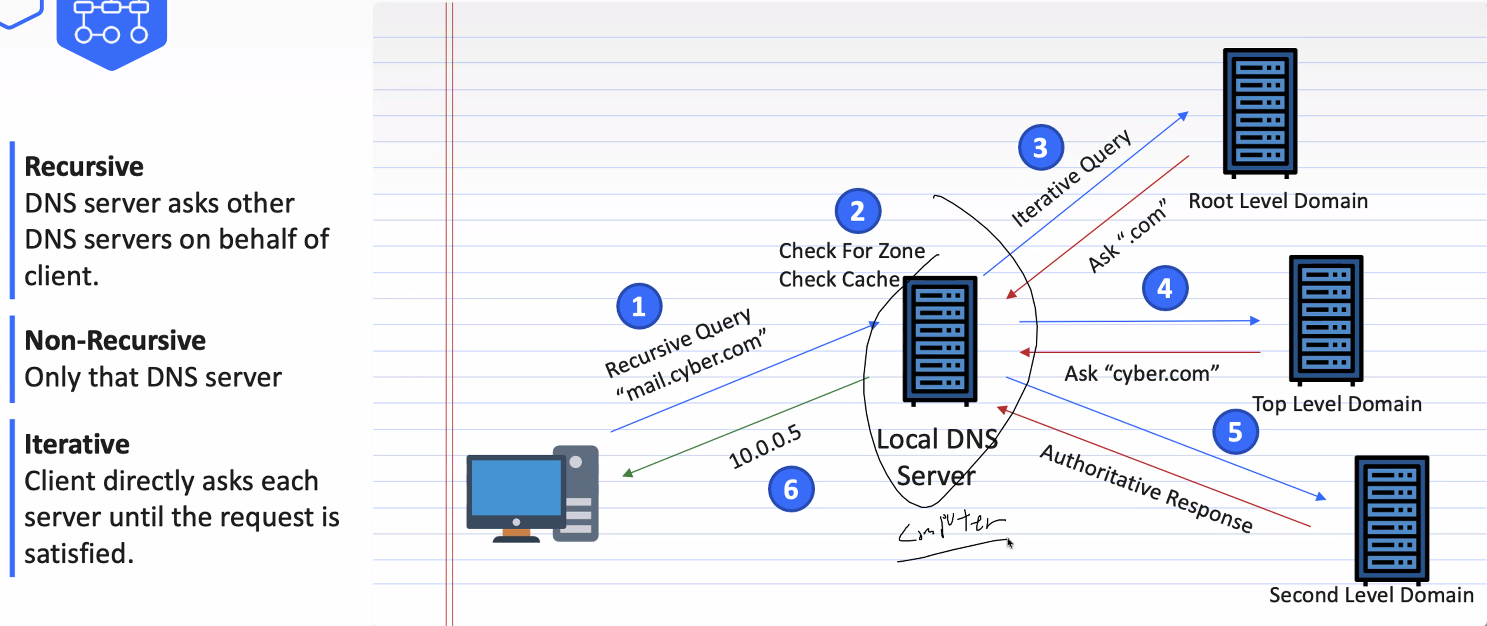 Recursive
DNS server asks other
DNS servers on behalf of
client.
Non-Recursive
Only that DNS server
Iterative
Client directly asks each
server until the request is
satisfied.
1
Recursive Query
“mail.cyber.com”
2
Check For Zone
Check Cache
3
Iterative Query
Ask “.com”
Root Level Domain
4
Ask “cyber.com”
Top Level Domain
5
Authoritative Response
Second Level Domain
6
10.0.0.5
Local DNS
Server
computer